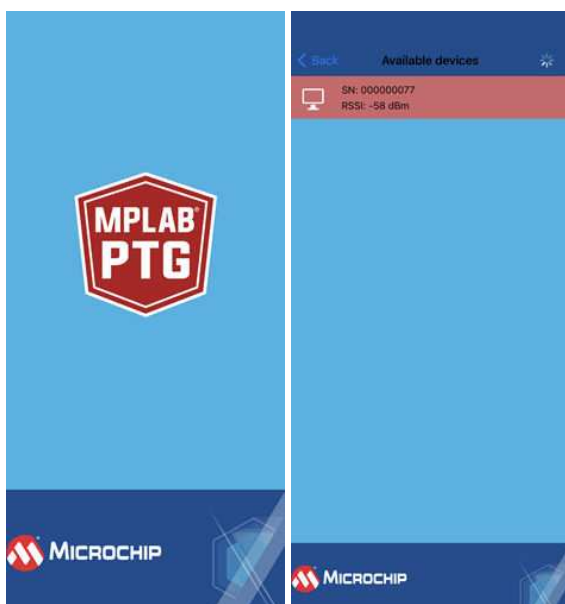 MPLAB®
PTG
MICROCHIP
Back
Available devices
SN: 000000077
RSSI: -58 dBm
MICROCHIP